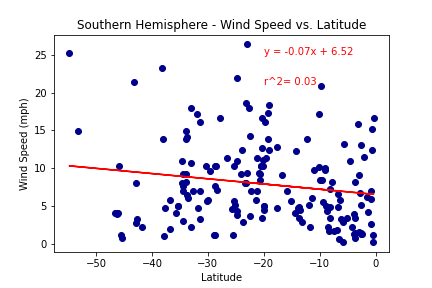 Southern Hemisphere - Wind Speed vs. Latitude
y = -0.07x + 6.52
r^2= 0.03
Wind Speed (mph)
25
20
15
10
5
0
−50
−40
−30
−20
−10
0
Latitude